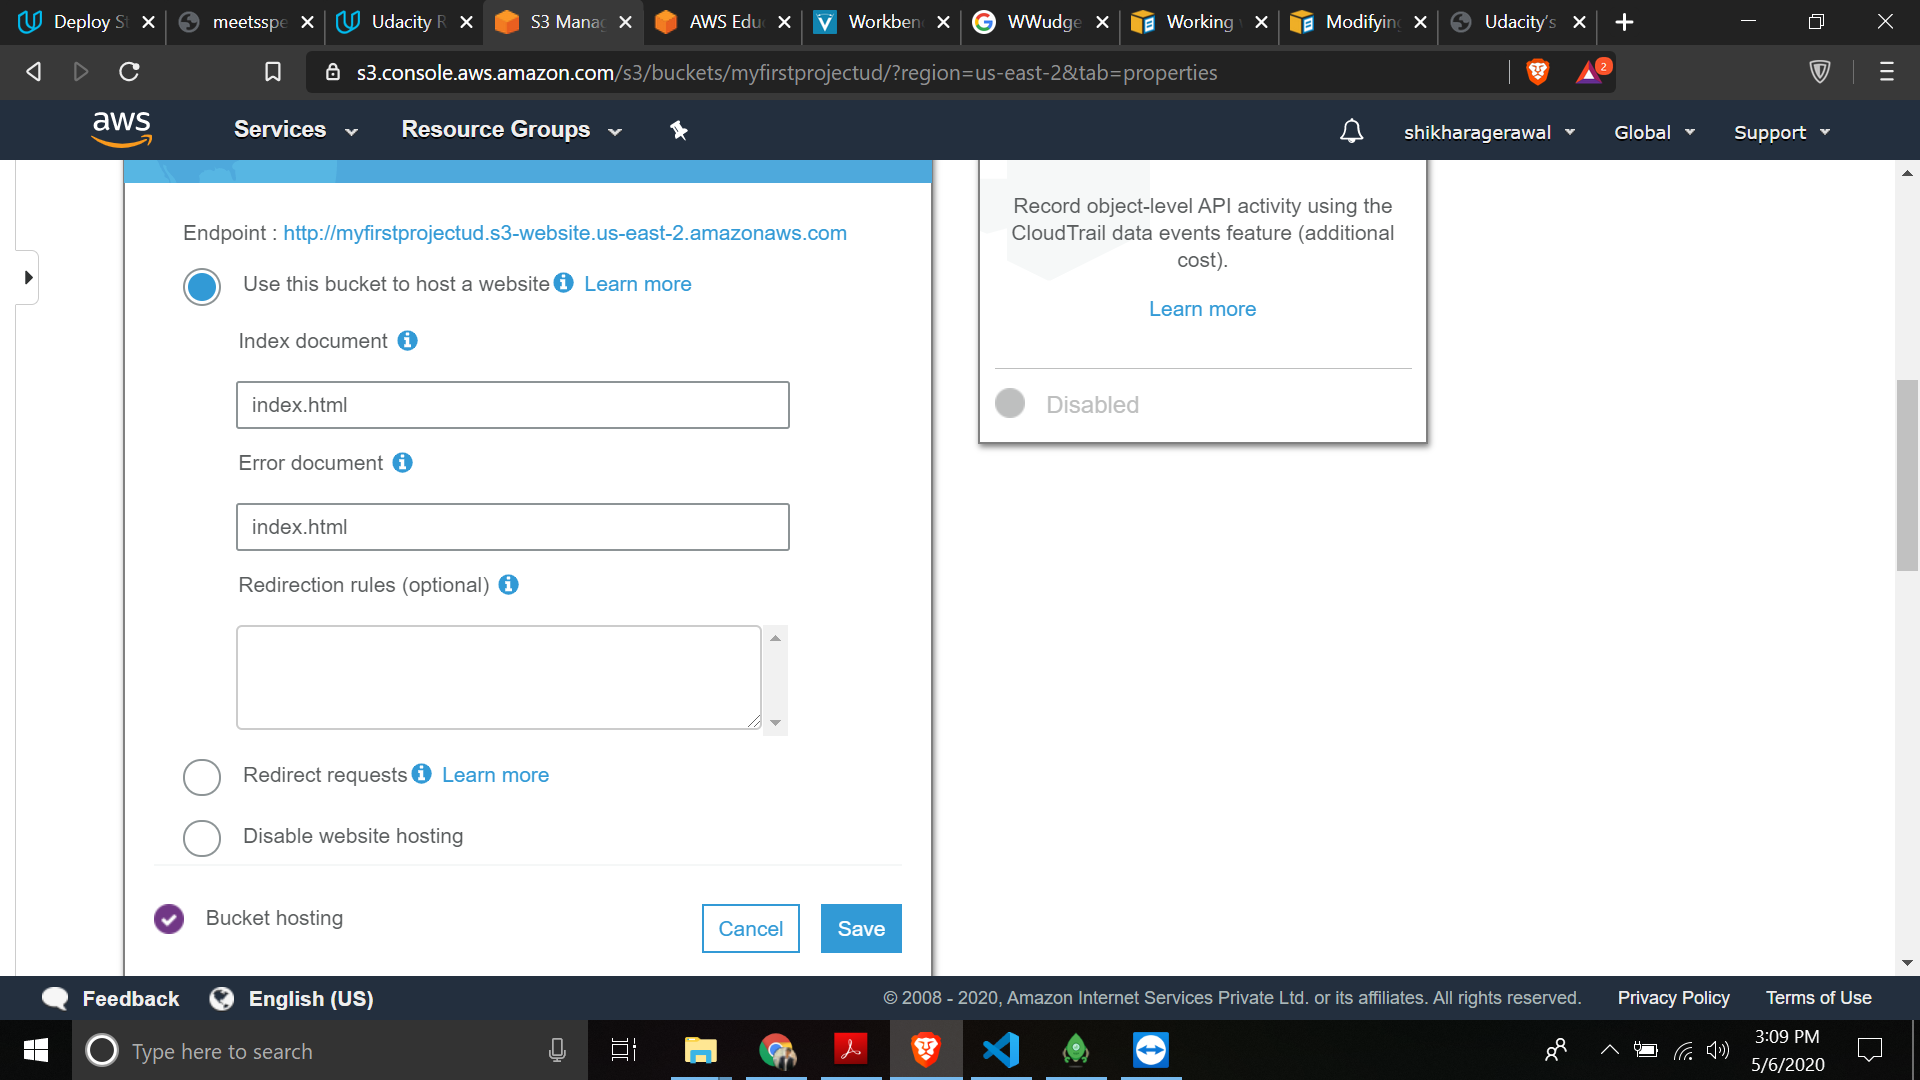 Deploy S
meetsspe
Udacity R
S3 Manag
AWS Edu
Workben
WWudge
Working
Modifying
Udacity's
s3.console.aws.amazon.com/s3/buckets/myfirstprojectud/?region=us-east-2&tab=properties
2
aws
Services
Resource Groups
shikharagerawal
Global
Support
Endpoint : http://myfirstprojectud.s3-website.us-east-2.amazonaws.com
Use this bucket to host a website Learn more
Index document
index.html
Error document
index.html
Redirection rules (optional)
Redirect requests Learn more
Disable website hosting
Bucket hosting
Cancel
Save
Record object-level API activity using the
CloudTrail data events feature (additional
cost).
Learn more
Disabled
Feedback
English (US)
© 2008 - 2020, Amazon Internet Services Private Ltd. or its affiliates. All rights reserved.
Privacy Policy
Terms of Use
Type here to search
3:09 PM
5/6/2020